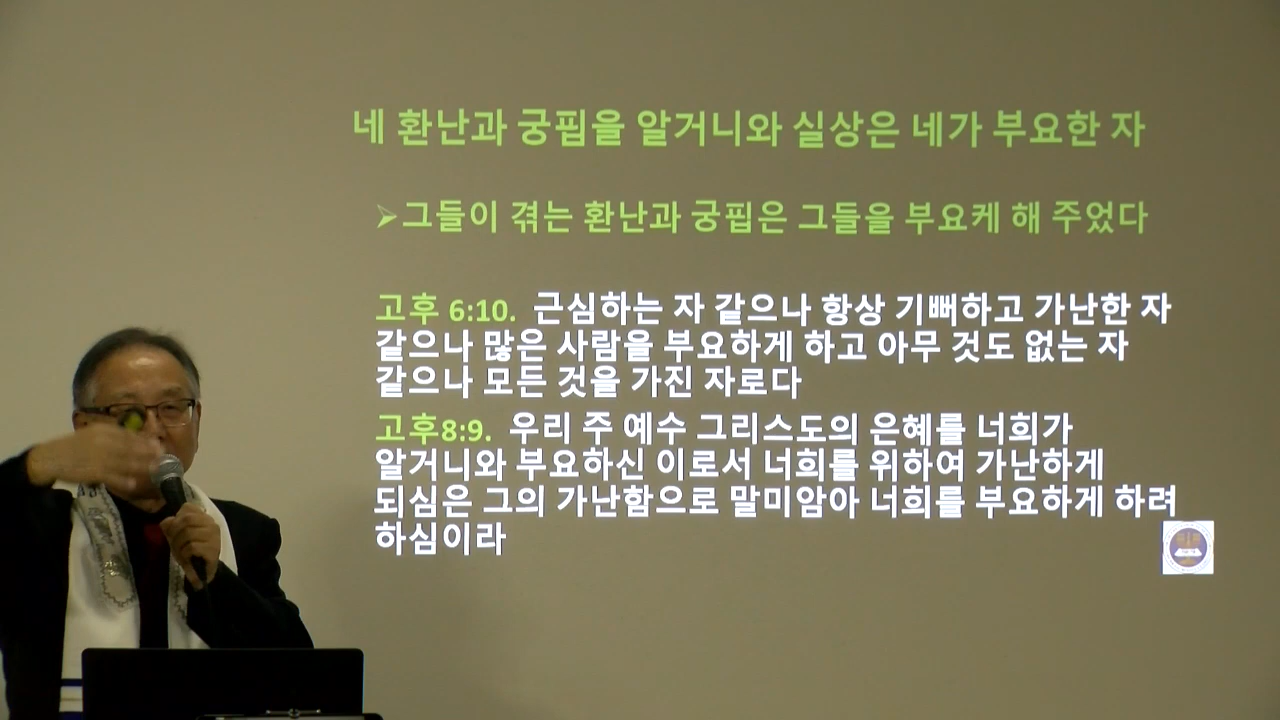 네 환난과 궁핍을 알거니와 실상은 네가 부요한 자
➢그들이 겪는 환난과 궁핍은 그들을 부요케 해 주었다
고후 6:10. 근심하는 자 같으나 항상 기뻐하고 가난한 자
같으나 많은 사람을 부요하게 하고 아무 것도 없는 자
같으나 모든 것을 가진 자로다
고후8:9. 우리 주 예수 그리스도의 은혜를 너희가
알거니와 부요하신 이로서 너희를 위하여 가난하게
되심은 그의 가난함으로 말미암아 너희를 부요하게 하려
하심이라